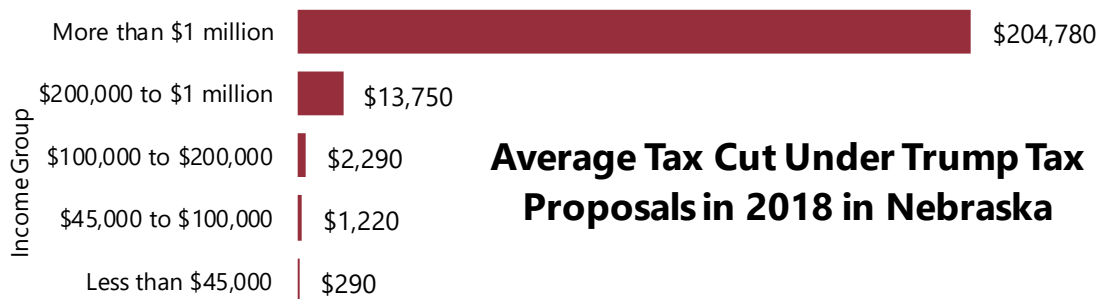 More than $1 million $204,780
$200,000 to $1 million $13,750
$100,000 to $200,000 $2,290
$45,000 to $100,000 $1,220
Less than $45,000 $290
Income Group
Average Tax Cut Under Trump Tax
Proposals in 2018 in Nebraska